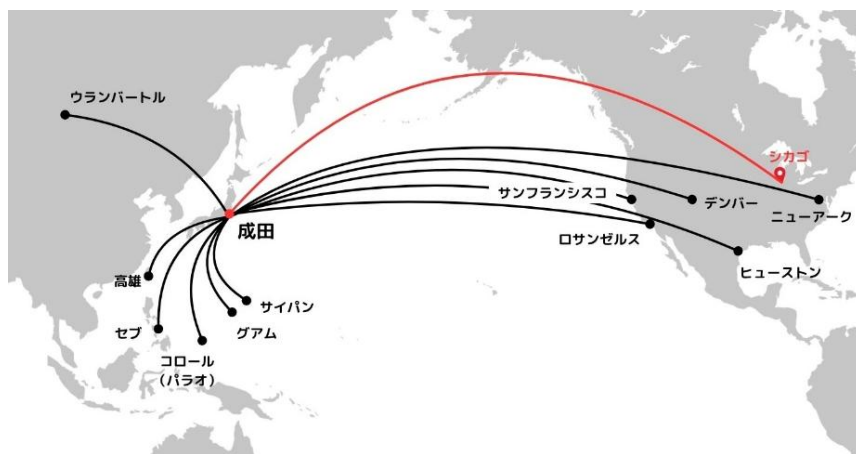 ウランバートル
シカゴ
サンフランシスコ
デンバー
ニューアーク
成田
ロサンゼルス
ヒューストン
高雄
サイパン
セブ
グアム
コロール
（パラオ）